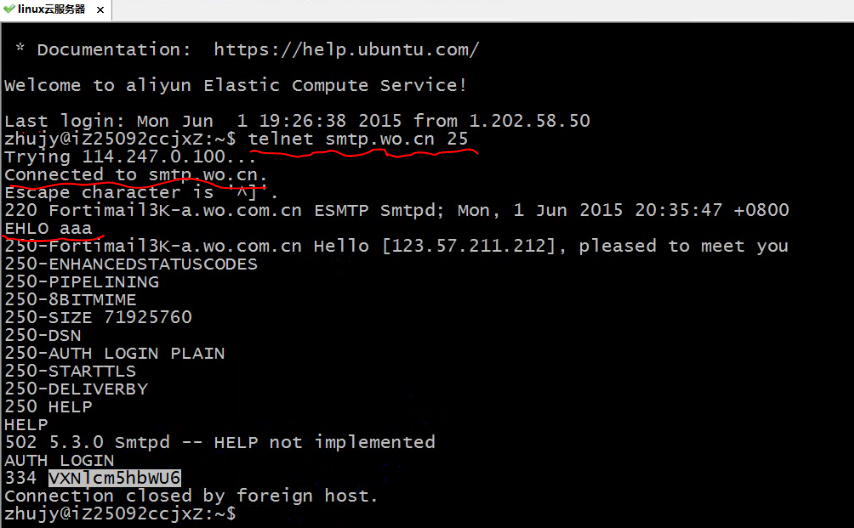 linux云服务器 ×
* Documentation: https://help.ubuntu.com/
Welcome to aliyun Elastic Compute Service!
Last login: Mon Jun 1 19:26:38 2015 from 1.202.58.50
zhujy@iZ25092ccjxZ:~$ telnet smtp.wo.cn 25
Trying 114.247.0.100...
Connected to smtp.wo.cn.
Escape character is '^]'.
220 Fortimail3K-a.wo.com.cn ESMTP Smtpd; Mon, 1 Jun 2015 20:35:47 +0800
EHLO aaa
250-Fortimail3K-a.wo.com.cn Hello [123.57.211.212], pleased to meet you
250-ENHANCEDSTATUSCODES
250-PIPELINING
250-8BITMIME
250-SIZE 71925760
250-DSN
250-AUTH LOGIN PLAIN
250-STARTTLS
250-DELIVERBY
250 HELP
HELP
502 5.3.0 Smtpd -- HELP not implemented
AUTH LOGIN
334 VXNlcm5hbWU6
Connection closed by foreign host.
zhujy@iZ25092ccjxZ:~$